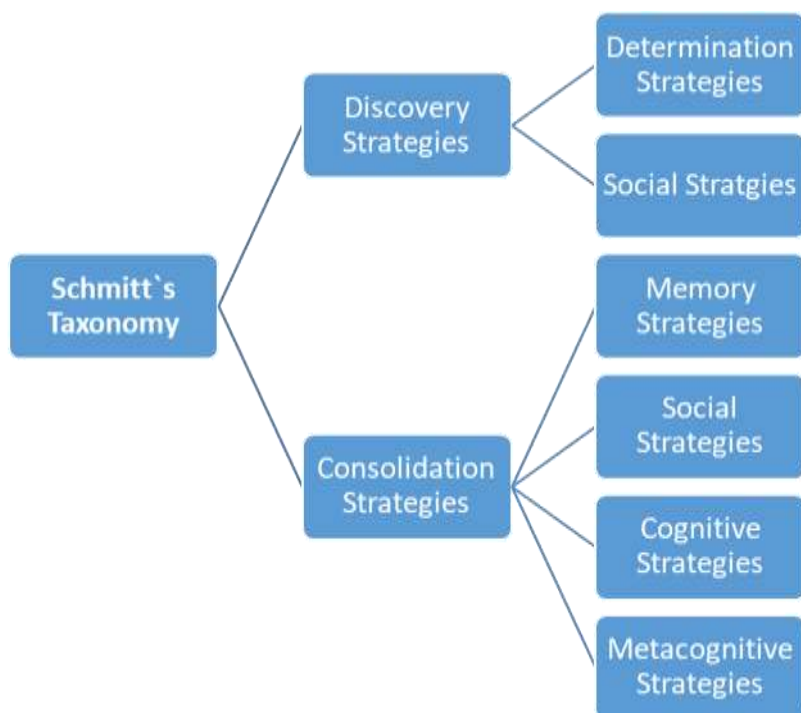 Determination
Strategies
Discovery
Strategies
Social Stratgies
Schmitt`s
Taxonomy
Memory
Strategies
Social
Strategies
Consolidation
Strategies
Cognitive
Strategies
Metacognitive
Strategies